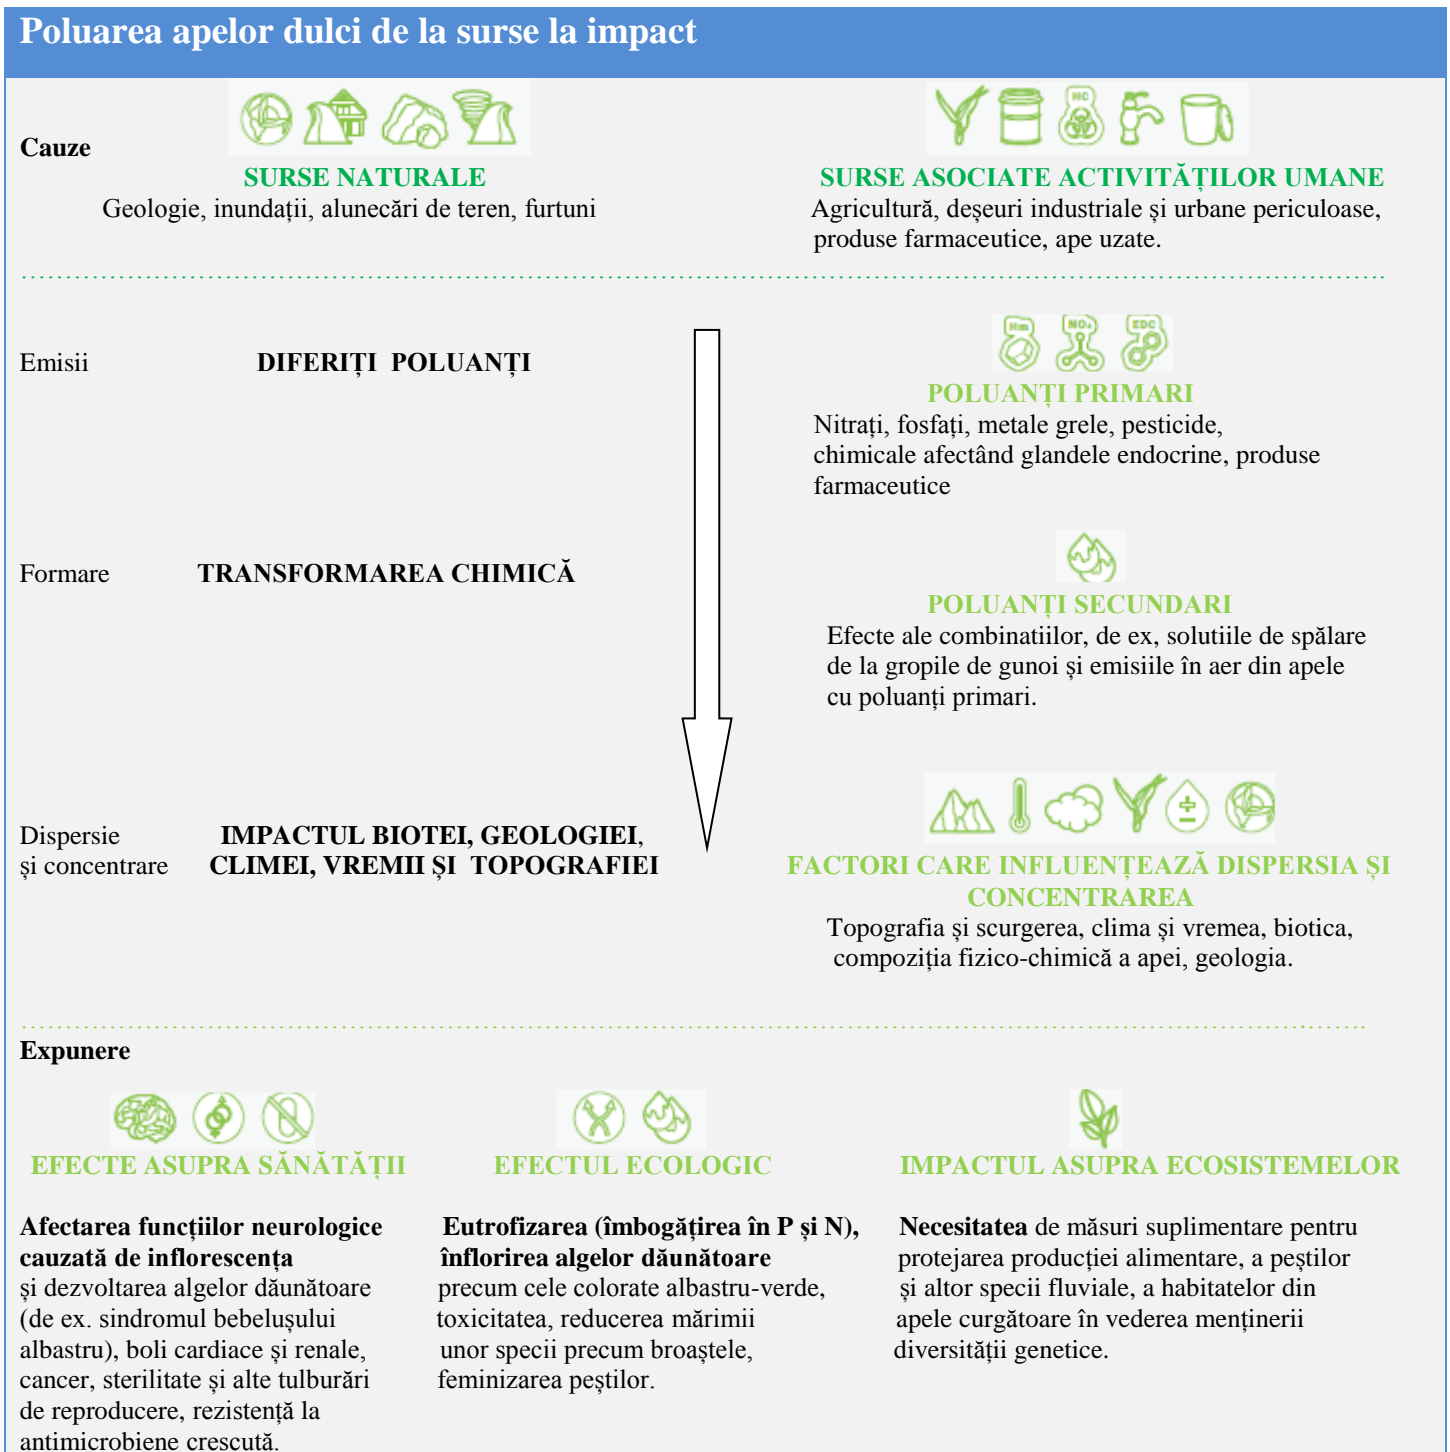 Poluarea apelor dulci de la surse la impact
Cauze
SURSE NATURALE
Geologie, inundații, alunecări de teren, furtuni
HC
SURSE ASOCIATE ACTIVITĂȚILOR UMANE
Agricultură, deșeuri industriale și urbane periculoase,
produse farmaceutice, ape uzate.
Emisii
DIFERIȚI POLUANȚI
Hm NOx EDC
POLUANȚI PRIMARI
Nitrați, fosfați, metale grele, pesticide,
chimicale afectând glandele endocrine, produse
farmaceutice
Formare
TRANSFORMAREA CHIMICĂ
POLUANȚI SECUNDARI
Efecte ale combinatiilor, de ex, solutiile de spălare
de la gropile de gunoi și emisiile în aer din apele
cu poluanți primari.
Dispersie
și concentrare
IMPACTUL BIOTEI, GEOLOGIEI,
CLIMEI, VREMII ȘI TOPOGRAFIEI
FACTORI CARE INFLUENȚEAZĂ DISPERSIA ȘI
CONCENTRAREA
Topografia și scurgerea, clima și vremea, biotica,
compoziția fizico-chimică a apei, geologia.
Expunere
EFECTE ASUPRA SĂNĂTĂȚII
Afectarea funcțiilor neurologice
cauzată de inflorescența
și dezvoltarea algelor dăunătoare
(de ex. sindromul bebelușului
albastru), boli cardiace și renale,
cancer, sterilitate și alte tulburări
de reproducere, rezistență la
antimicrobiene crescută.
EFECTUL ECOLOGIC
Eutrofizarea (îmbogățirea în P și N),
înflorirea algelor dăunătoare
precum cele colorate albastru-verde,
toxicitatea, reducerea mărimii
unor specii precum broaștele,
feminizarea peștilor.
IMPACTUL ASUPRA ECOSISTEMELOR
Necesitatea de măsuri suplimentare pentru
protejarea producției alimentare, a peștilor
și altor specii fluviale, a habitatelor din
apele curgătoare în vederea menținerii
diversității genetice.